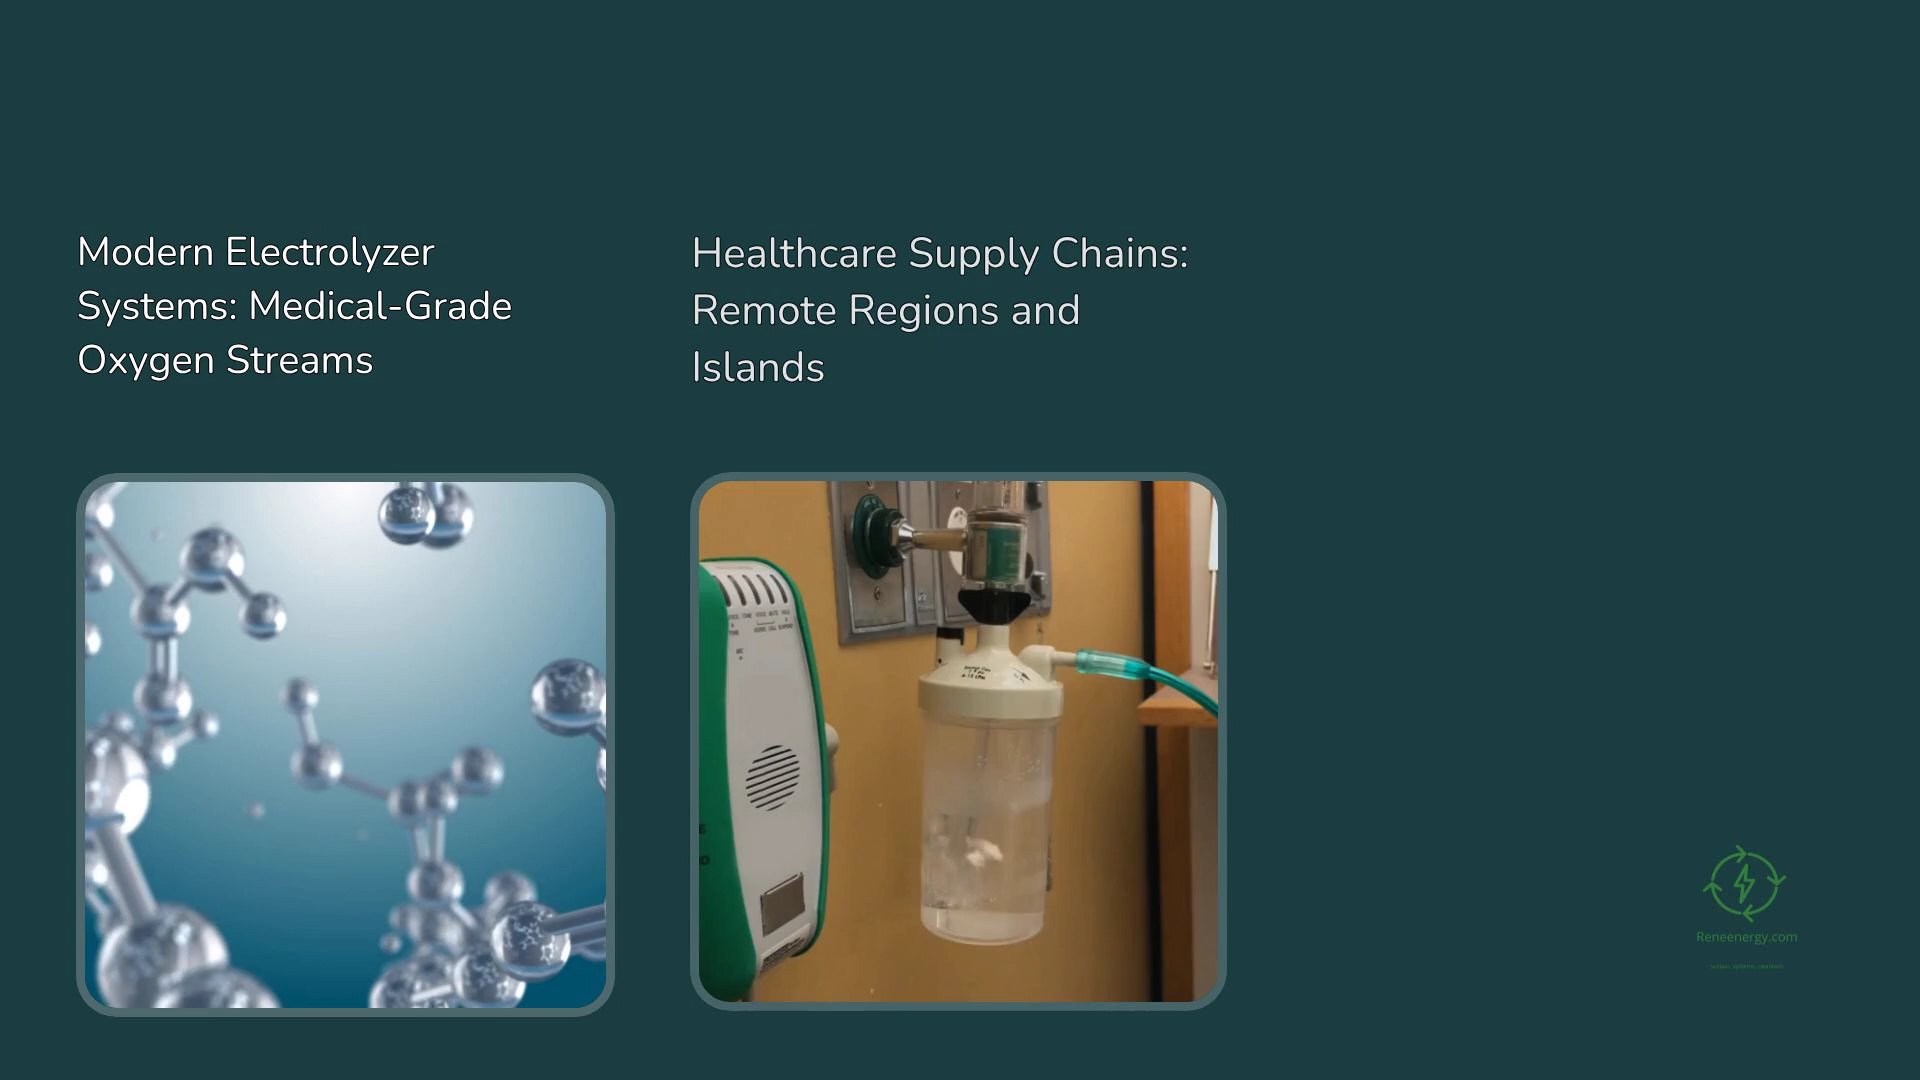 Modern Electrolyzer
Systems: Medical-Grade
Oxygen Streams
Healthcare Supply Chains:
Remote Regions and
Islands
Reneenergy.com